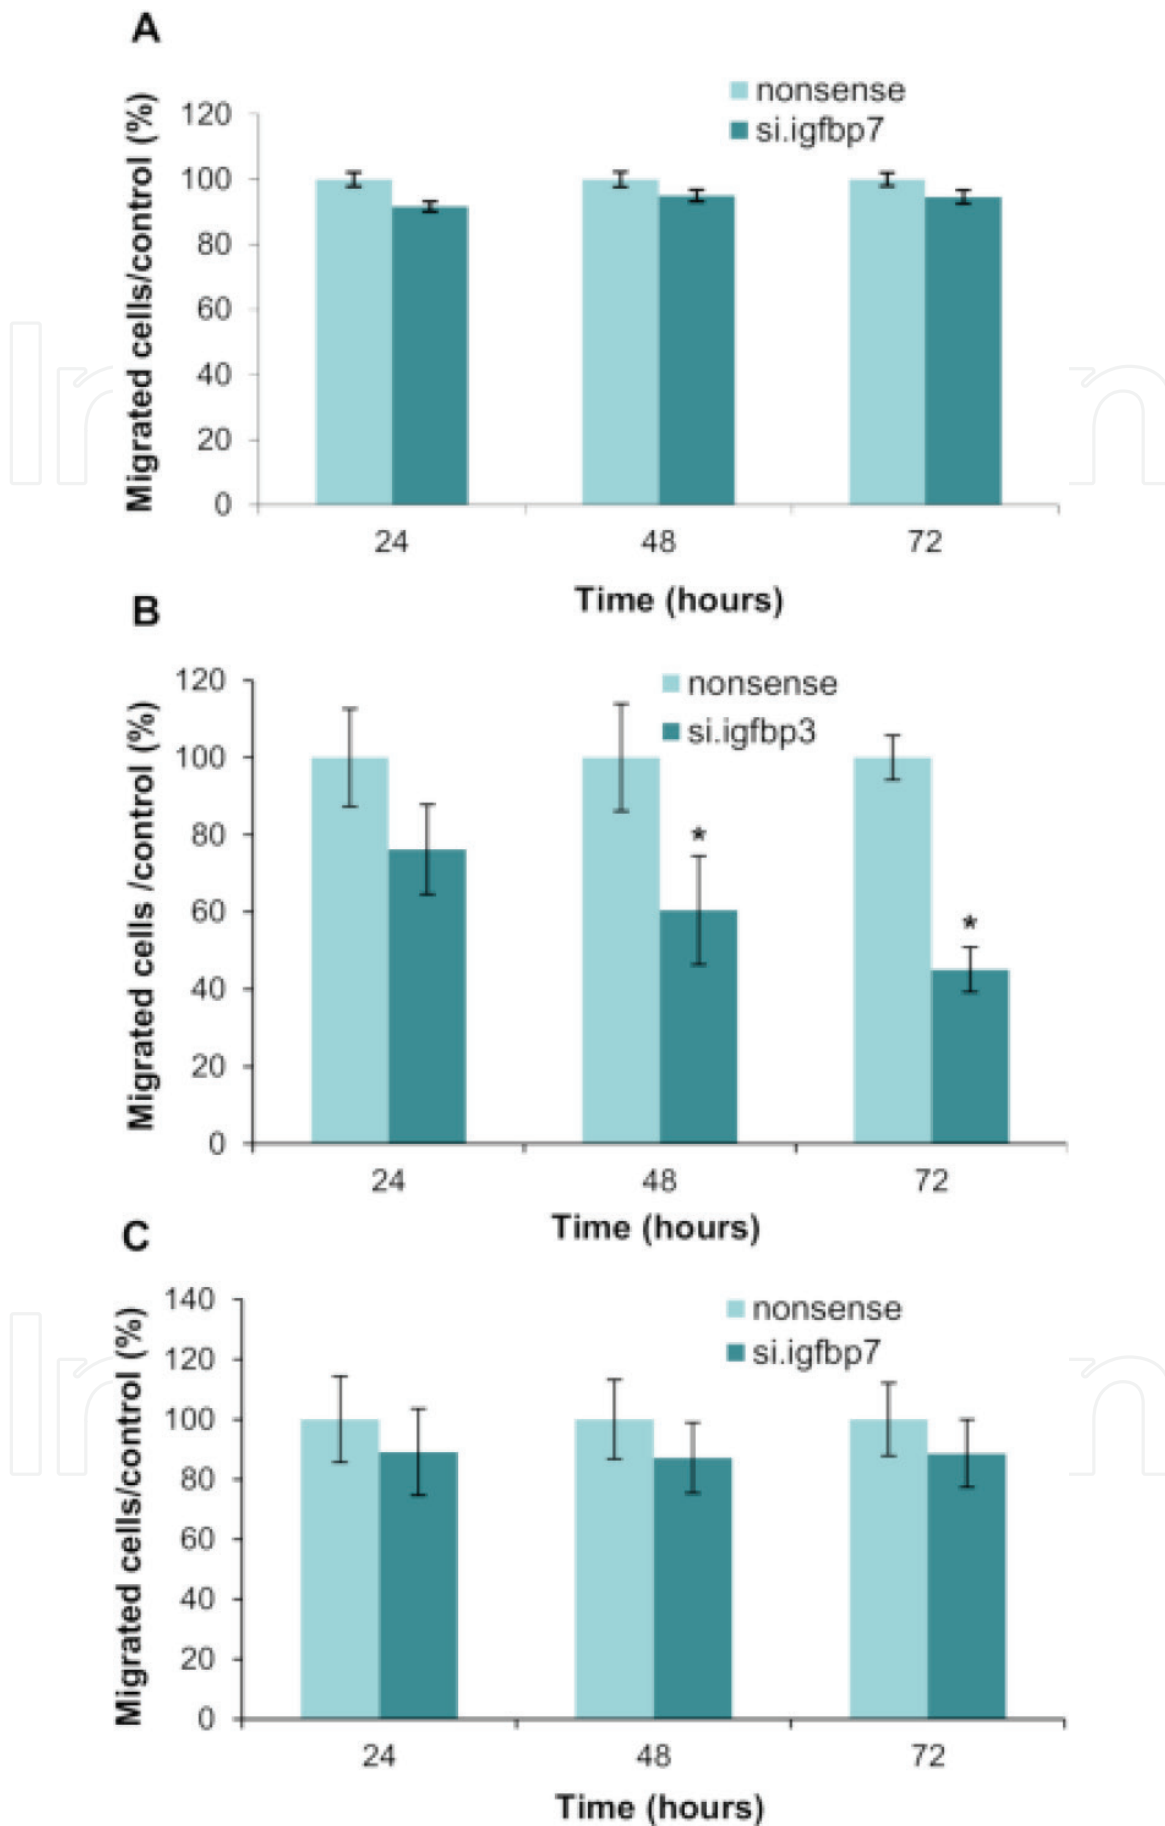 A
nonsense
si.igfbp7
Migrated cells/control (%)
120
100
80
60
40
20
0
24 48 72
Time (hours)
B
nonsense
si.igfbp3
Migrated cells /control (%)
120
100
80
60
40
20
0
*
*
24 48 72
Time (hours)
C
nonsense
si.igfbp7
Migrated cells/control (%)
140
120
100
80
60
40
20
0
24 48 72
Time (hours)